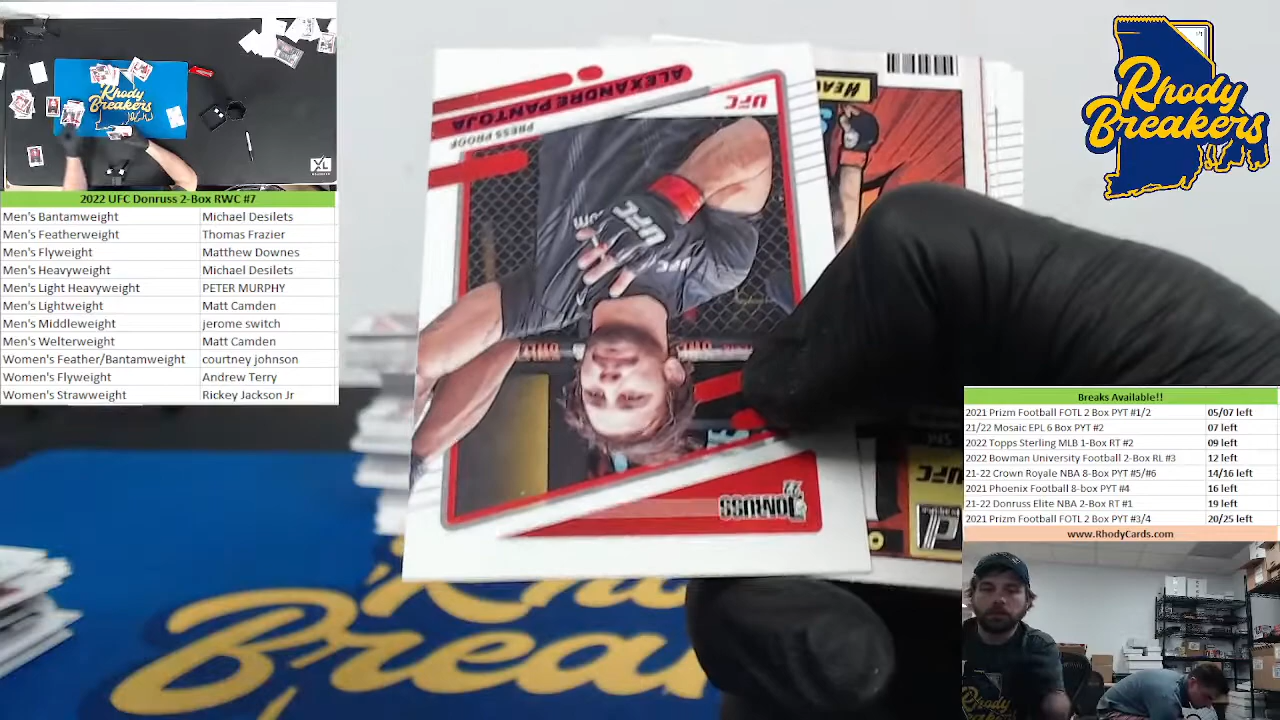 Rhody
Breakers
XL
2022 UFC Donruss 2-Box RWC #7
Men's Bantamweight Michael Desilets
Men's Featherweight Thomas Frazier
Men's Flyweight Matthew Downes
Men's Heavyweight Michael Desilets
Men's Light Heavyweight PETER MURPHY
Men's Lightweight Matt Camden
Men's Middleweight jerome switch
Men's Welterweight Matt Camden
Women's Feather/Bantamweight courtney johnson
Women's Flyweight Andrew Terry
Women's Strawweight Rickey Jackson Jr
ALEXANDRE PANTOJA
PRESS PROOF
UFC
UFC
DONRUSS
UFC
Rhody
Breakers
Breaks Available!!
2021 Prizm Football FOTL 2 Box PYT #1/2 05/07 left
21/22 Mosaic EPL 6 Box PYT #2 07 left
2022 Topps Sterling MLB 1-Box RT #2 09 left
2022 Bowman University Football 2-Box RL #3 12 left
21-22 Crown Royale NBA 8-Box PYT #5/#6 14/16 left
2021 Phoenix Football 8-box PYT #4 16 left
21-22 Donruss Elite NBA 2-Box RT #1 19 left
2021 Prizm Football FOTL 2 Box PYT #3/4 20/25 left
www.RhodyCards.com
Rhody